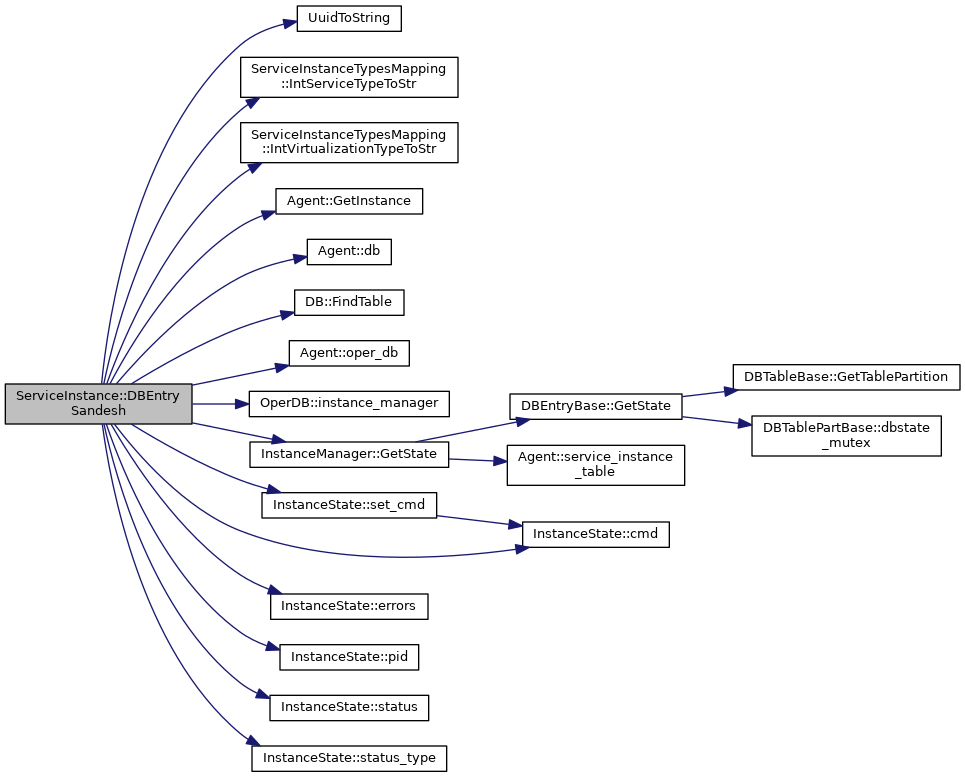 UuidToString
ServiceInstanceTypesMapping
::IntServiceTypeToStr
ServiceInstanceTypesMapping
::IntVirtualizationTypeToStr
Agent::GetInstance
Agent::db
DB::FindTable
Agent::oper_db
ServiceInstance::DBEntry
Sandesh
OperDB::instance_manager
InstanceManager::GetState
InstanceState::set_cmd
InstanceState::errors
InstanceState::pid
InstanceState::status
InstanceState::status_type
DBEntryBase::GetState
Agent::service_instance
_table
InstanceState::cmd
DBTableBase::GetTablePartition
DBTablePartBase::dbstate
_mutex